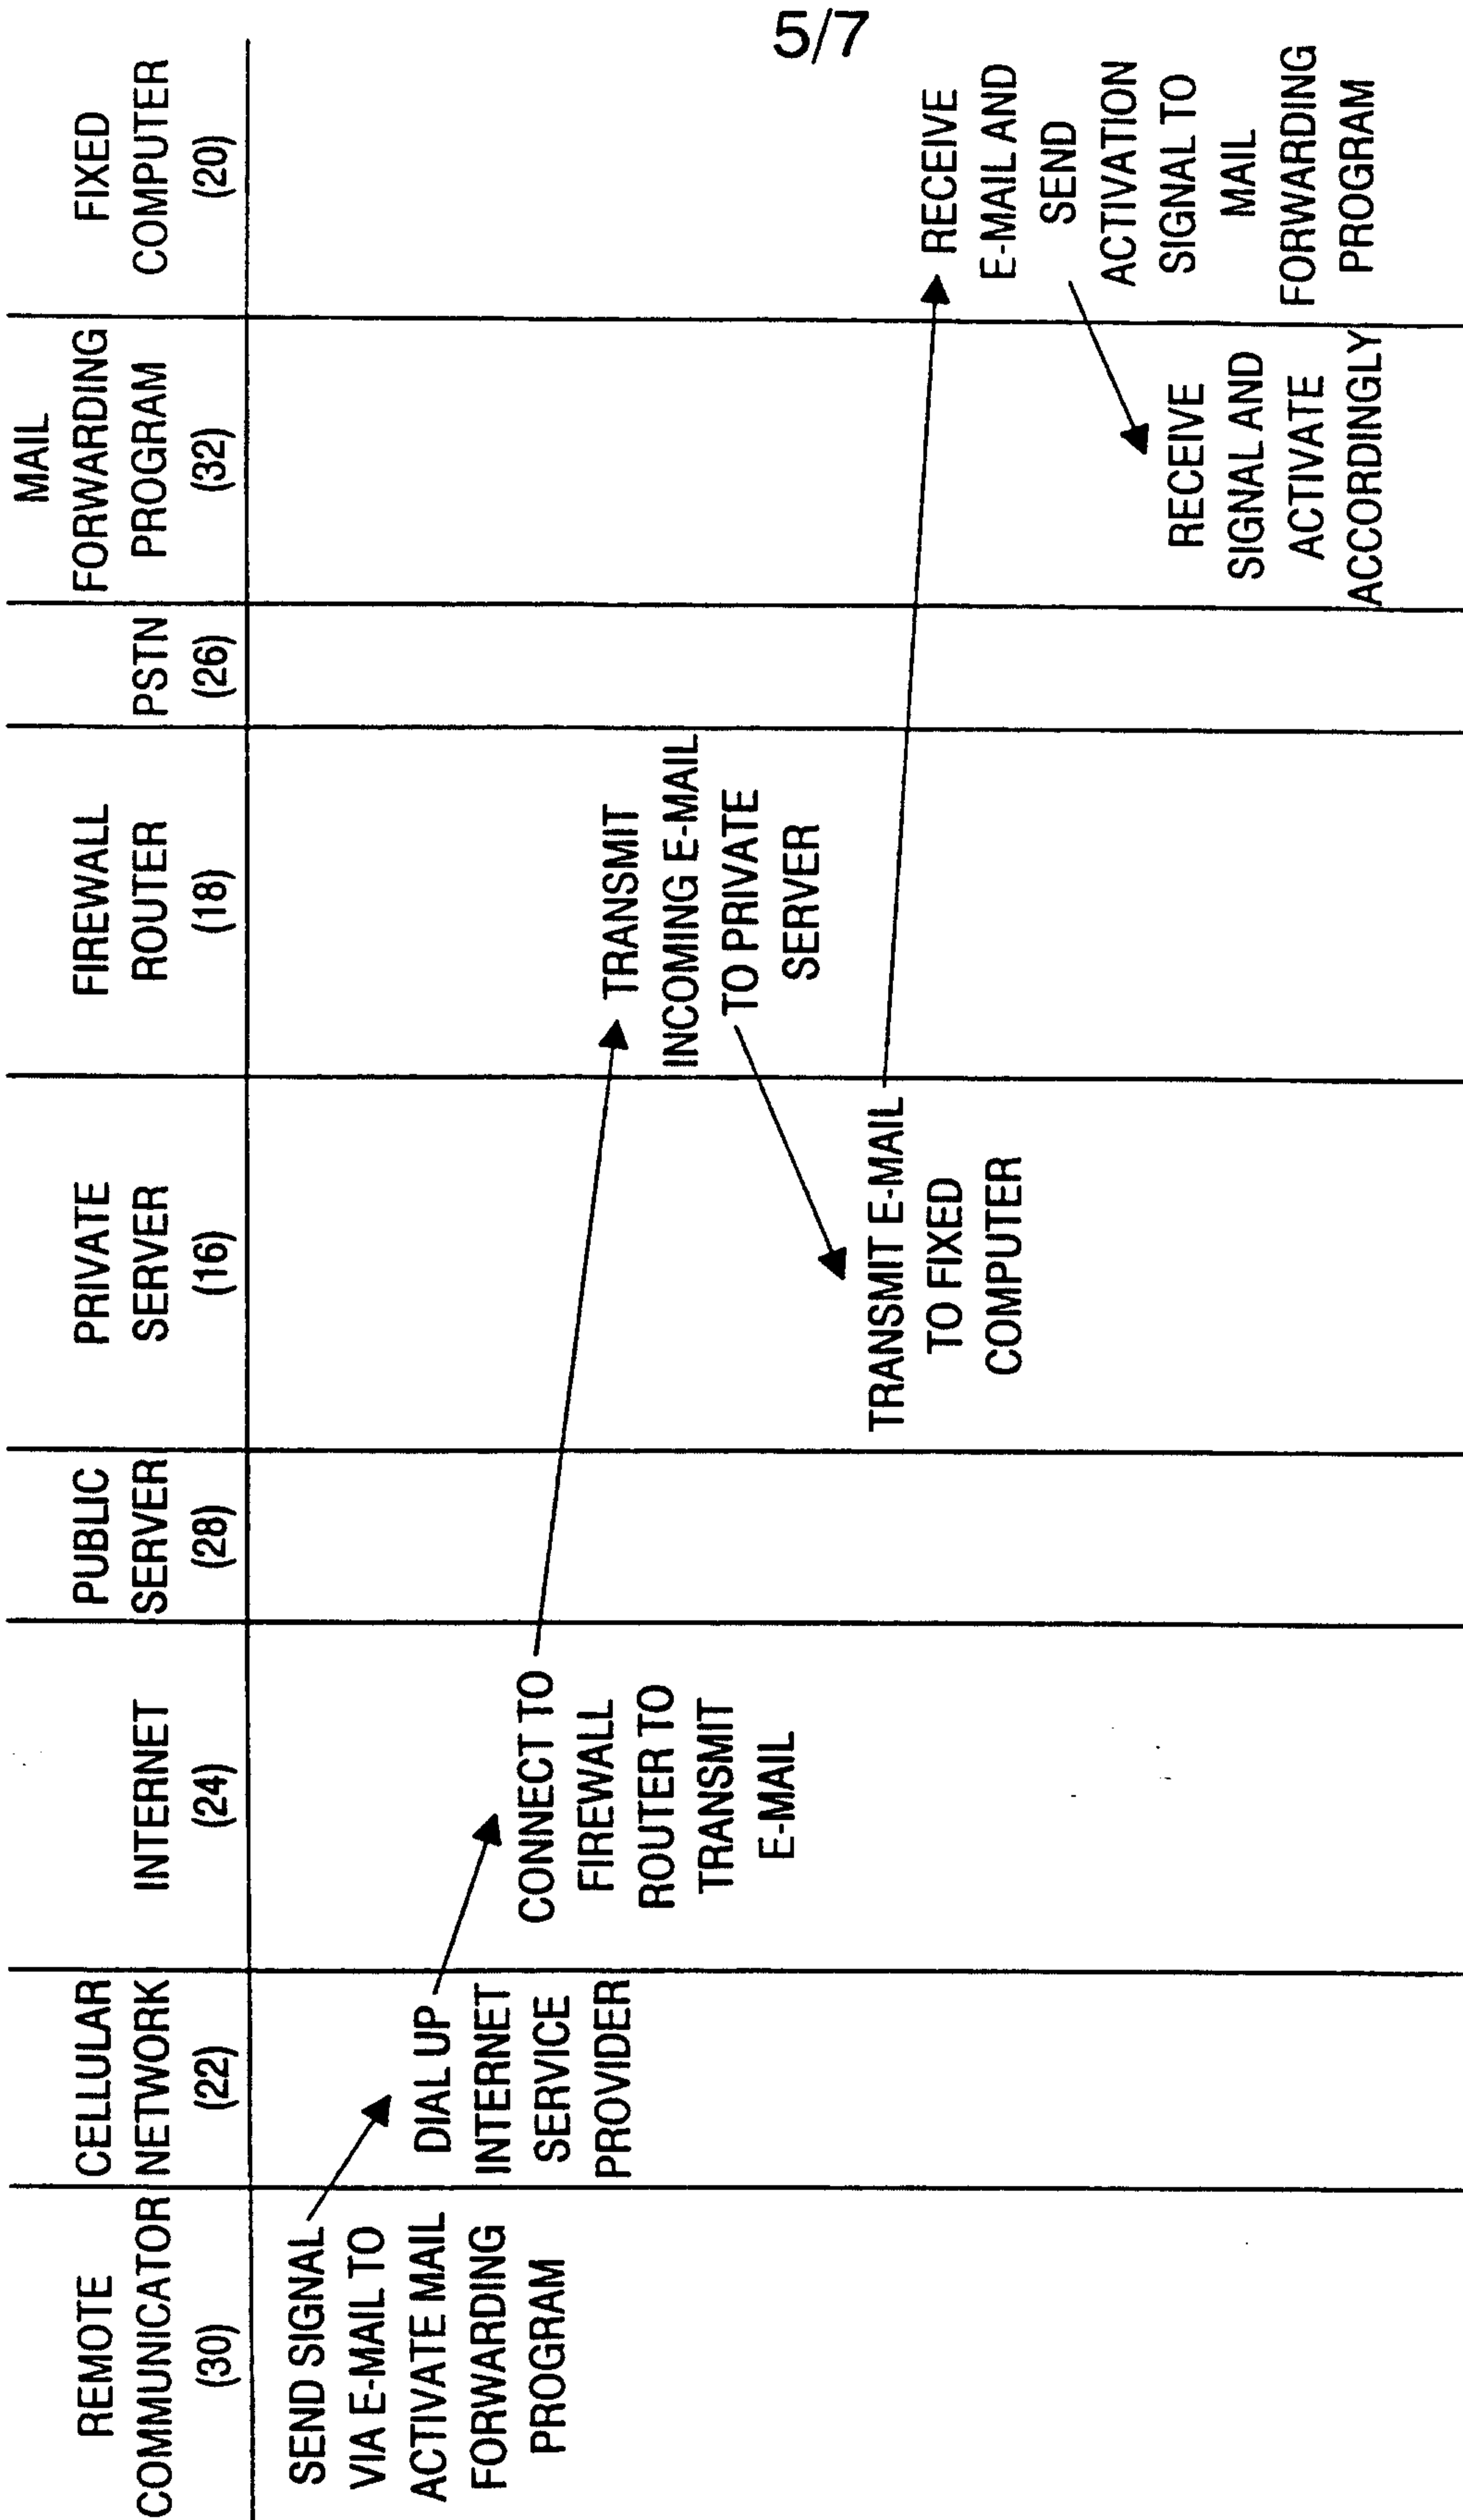 5/7
REMOTE
COMMUNICATOR
(30)
CELLULAR
NETWORK
(22)
INTERNET
(24)
PUBLIC
SERVER
(28)
PRIVATE
SERVER
(16)
FIREWALL
ROUTER
(18)
PSTN
(26)
MAIL
FORWARDING
PROGRAM
(32)
FIXED
COMPUTER
(20)
SEND SIGNAL
VIA E-MAIL TO
ACTIVATE MAIL
FORWARDING
PROGRAM
DIAL UP
INTERNET
SERVICE
PROVIDER
CONNECT TO
FIREWALL
ROUTER TO
TRANSMIT
E-MAIL
TRANSMIT
INCOMING E-MAIL
TO PRIVATE
SERVER
TRANSMIT E-MAIL
TO FIXED
COMPUTER
RECEIVE
E-MAIL AND
SEND
ACTIVATION
SIGNAL TO
MAIL
FORWARDING
PROGRAM
RECEIVE
SIGNAL AND
ACTIVATE
ACCORDINGLY